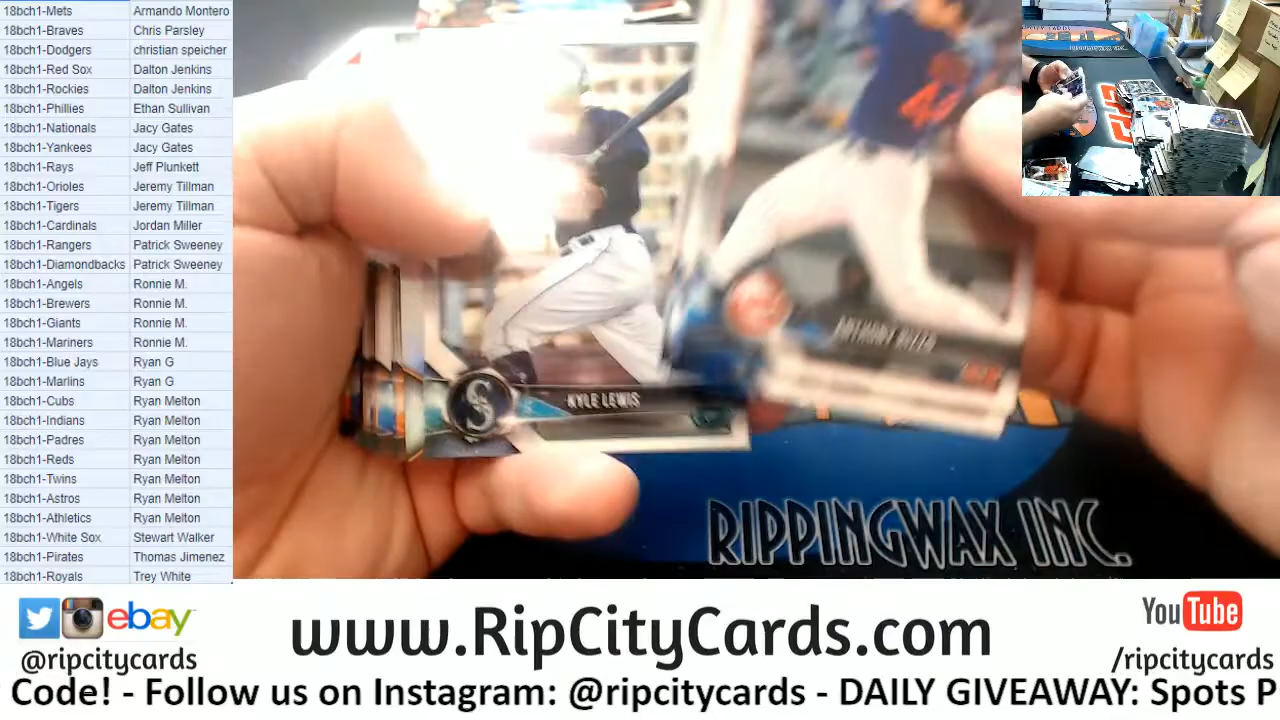 18bch1-Mets Armando Montero
18bch1-Braves Chris Parsley
18bch1-Dodgers christian speicher
18bch1-Red Sox Dalton Jenkins
18bch1-Rockies Dalton Jenkins
18bch1-Phillies Ethan Sullivan
18bch1-Nationals Jacy Gates
18bch1-Yankees Jacy Gates
18bch1-Rays Jeff Plunkett
18bch1-Orioles Jeremy Tillman
18bch1-Tigers Jeremy Tillman
18bch1-Cardinals Jordan Miller
18bch1-Rangers Patrick Sweeney
18bch1-Diamondbacks Patrick Sweeney
18bch1-Angels Ronnie M.
18bch1-Brewers Ronnie M.
18bch1-Giants Ronnie M.
18bch1-Mariners Ronnie M.
18bch1-Blue Jays Ryan G
18bch1-Marlins Ryan G
18bch1-Cubs Ryan Melton
18bch1-Indians Ryan Melton
18bch1-Padres Ryan Melton
18bch1-Reds Ryan Melton
18bch1-Twins Ryan Melton
18bch1-Astros Ryan Melton
18bch1-Athletics Ryan Melton
18bch1-White Sox Stewart Walker
18bch1-Pirates Thomas Jimenez
18bch1-Royals Trey White
44
KYLE LEWIS
S
RIPPINGWAX INC.
ebay
@ripcitycards
www.RipCityCards.com
YouTube
/ripcitycards
Code! - Follow us on Instagram: @ripcitycards - DAILY GIVEAWAY: Spots P